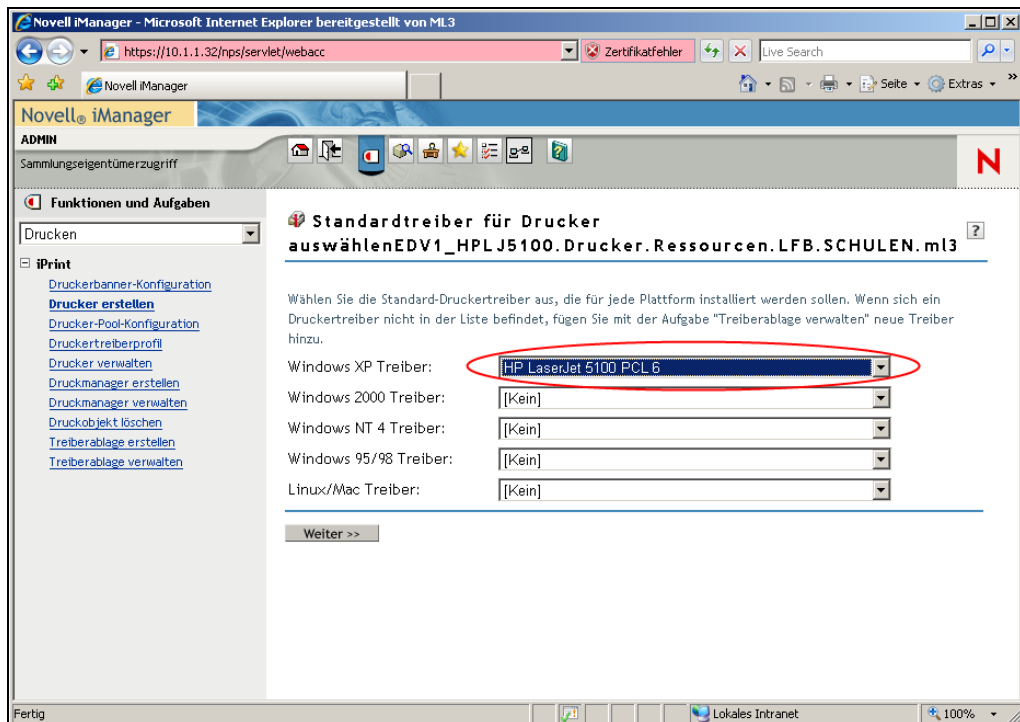 Novell iManager - Microsoft Internet Explorer bereitgestellt von ML3
https://10.1.1.32/nps/servlet/webacc
Zertifikatfehler
Live Search
Novell iManager
Seite
Extras
Novell® iManager
ADMIN
Sammlungseigentümerzugriff
N
Funktionen und Aufgaben
Drucken
iPrint
Druckerbanner-Konfiguration
Drucker erstellen
Drucker-Pool-Konfiguration
Druckertreiberprofil
Drucker verwalten
Druckmanager erstellen
Druckmanager verwalten
Druckobjekt löschen
Treiberablage erstellen
Treiberablage verwalten
Standardtreiber für Drucker
auswählenEDV1_HPLJ5100.Drucker.Ressourcen.LFB.SCHULEN.ml3
?
Wählen Sie die Standard-Druckertreiber aus, die für jede Plattform installiert werden sollen. Wenn sich ein
Druckertreiber nicht in der Liste befindet, fügen Sie mit der Aufgabe "Treiberablage verwalten" neue Treiber
hinzu.
Windows XP Treiber: HP LaserJet 5100 PCL 6
Windows 2000 Treiber: [Kein]
Windows NT 4 Treiber: [Kein]
Windows 95/98 Treiber: [Kein]
Linux/Mac Treiber: [Kein]
Weiter >>
Fertig
Lokales Intranet
100%